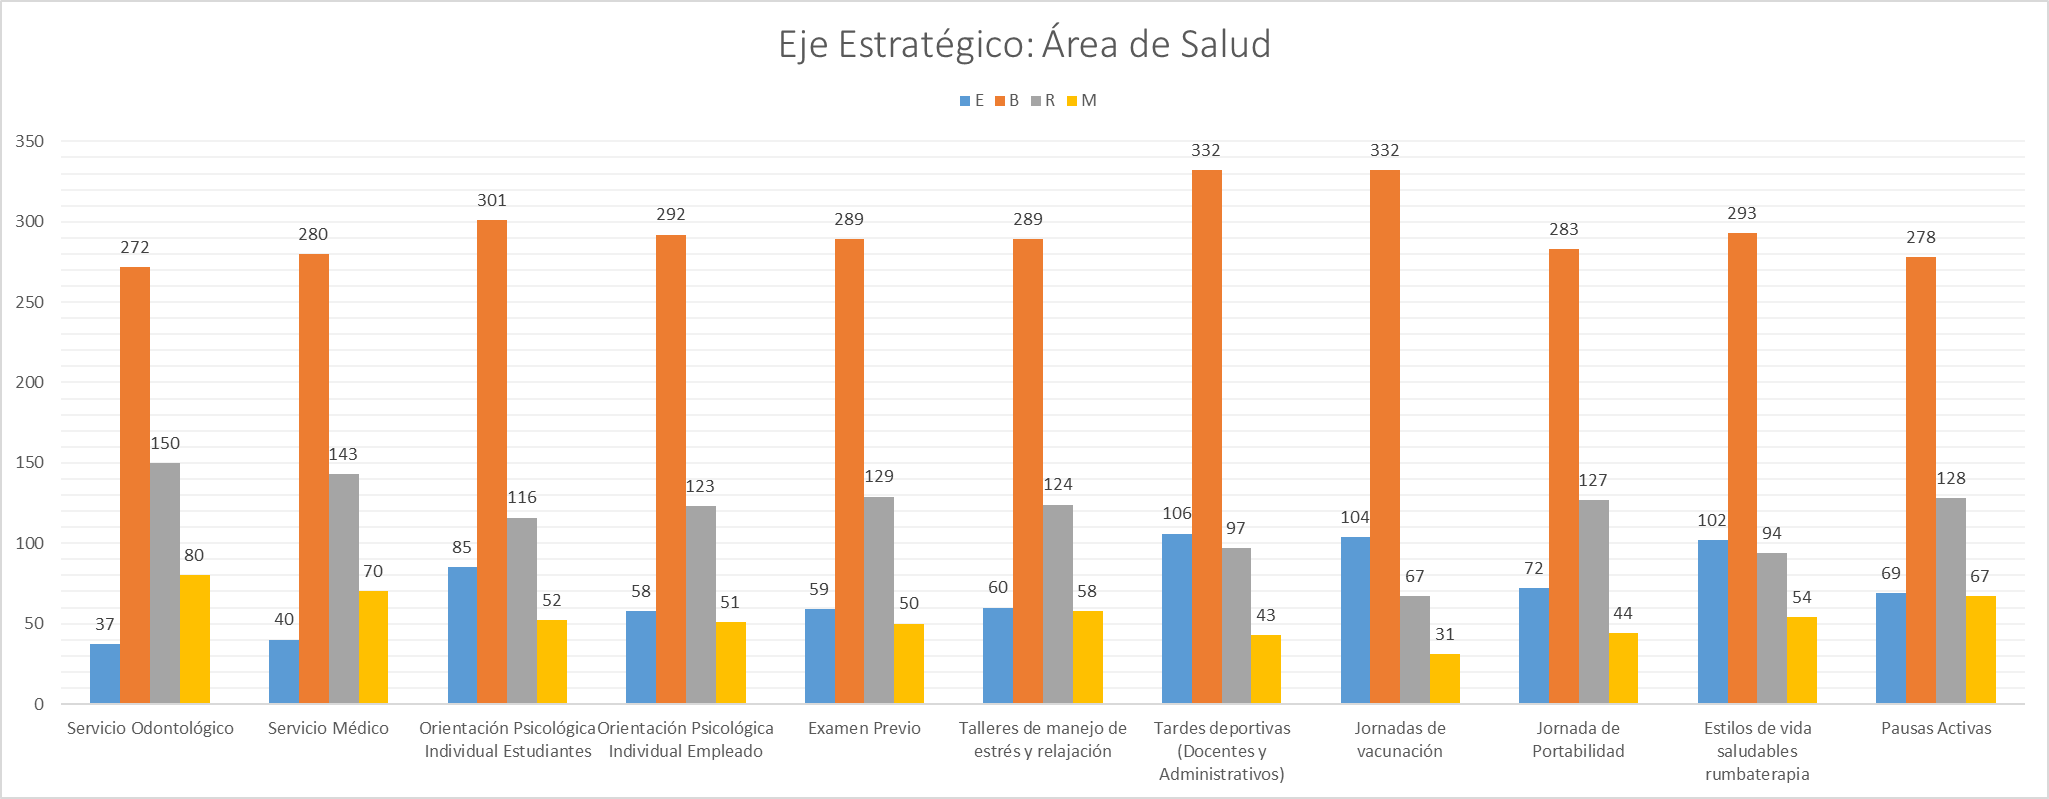 Eje Estratégico: Área de Salud
E B R M
350
300
250
200
150
100
50
0
37 272 150 80
40 280 143 70
85 301 116 52
58 292 123 51
59 289 129 50
60 289 124 58
106 332 97 43
104 332 67 31
72 283 127 44
102 293 94 54
69 278 128 67
Servicio Odontológico
Servicio Médico
Orientación Psicológica
Individual Estudiantes
Orientación Psicológica
Individual Empleado
Examen Previo
Talleres de manejo de
estrés y relajación
Tardes deportivas
(Docentes y
Administrativos)
Jornadas de
vacunación
Jornada de
Portabilidad
Estilos de vida
saludables
rumbaterapia
Pausas Activas